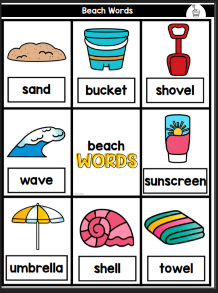 Beach Words
sand
bucket
shovel
wave
beach
WORDS
sunscreen
umbrella
shell
towel